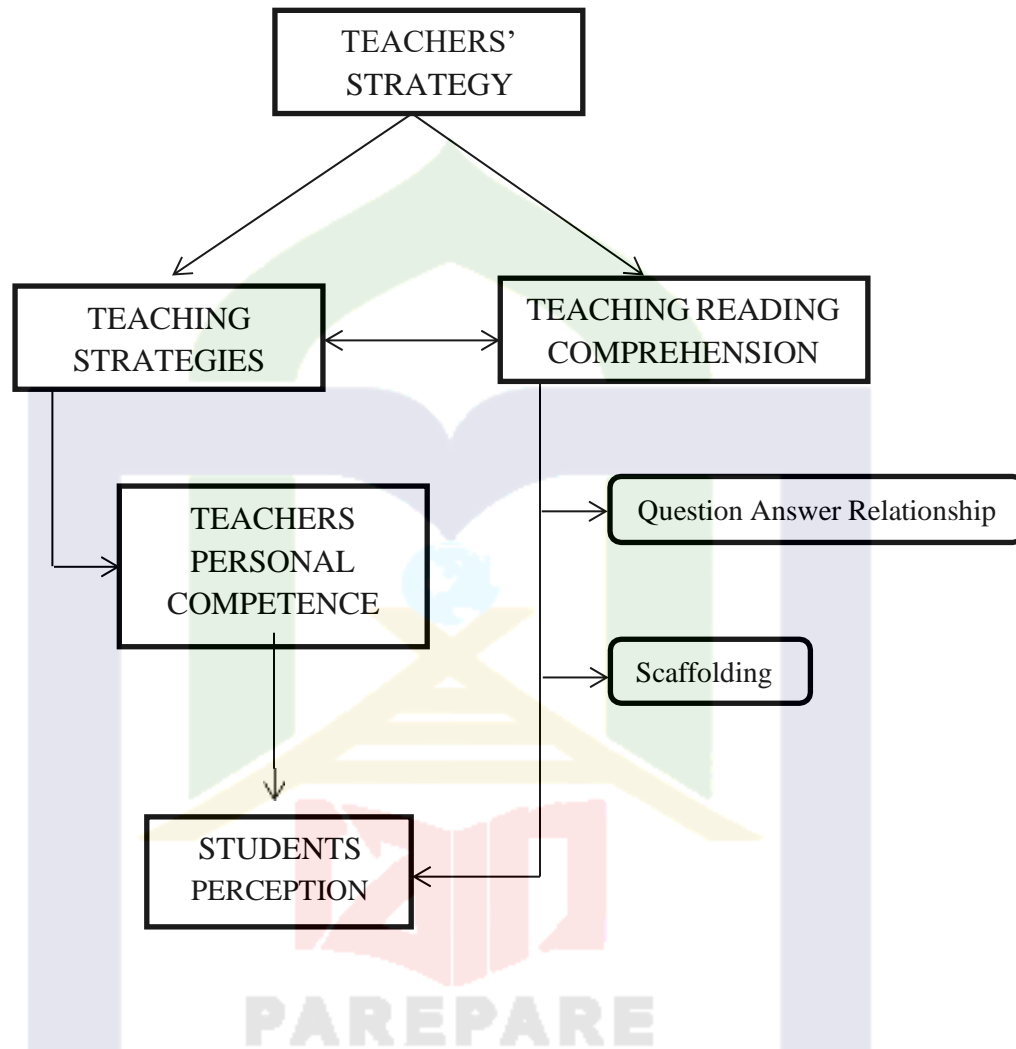 TEACHERS’
STRATEGY
TEACHING
STRATEGIES
TEACHING READING
COMPREHENSION
TEACHERS
PERSONAL
COMPETENCE
Question Answer Relationship
Scaffolding
STUDENTS
PERCEPTION
PAREPARE